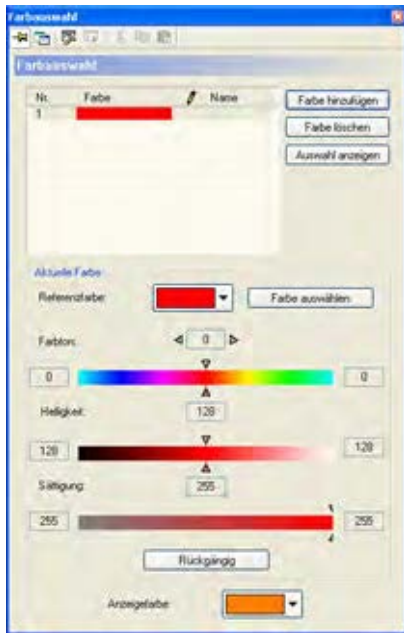 Farbauswahl
Farbauswahl
Nr. Farbe Name
1
Farbe hinzufügen
Farbe löschen
Auswahl anzeigen
Aktuelle Farbe
Referenzfarbe:
Farbe auswählen
Farbton:
0
0 0
Helligkeit:
128
128 128
Sättigung:
255
255 255
Rückgängig
Anzeigefarbe: